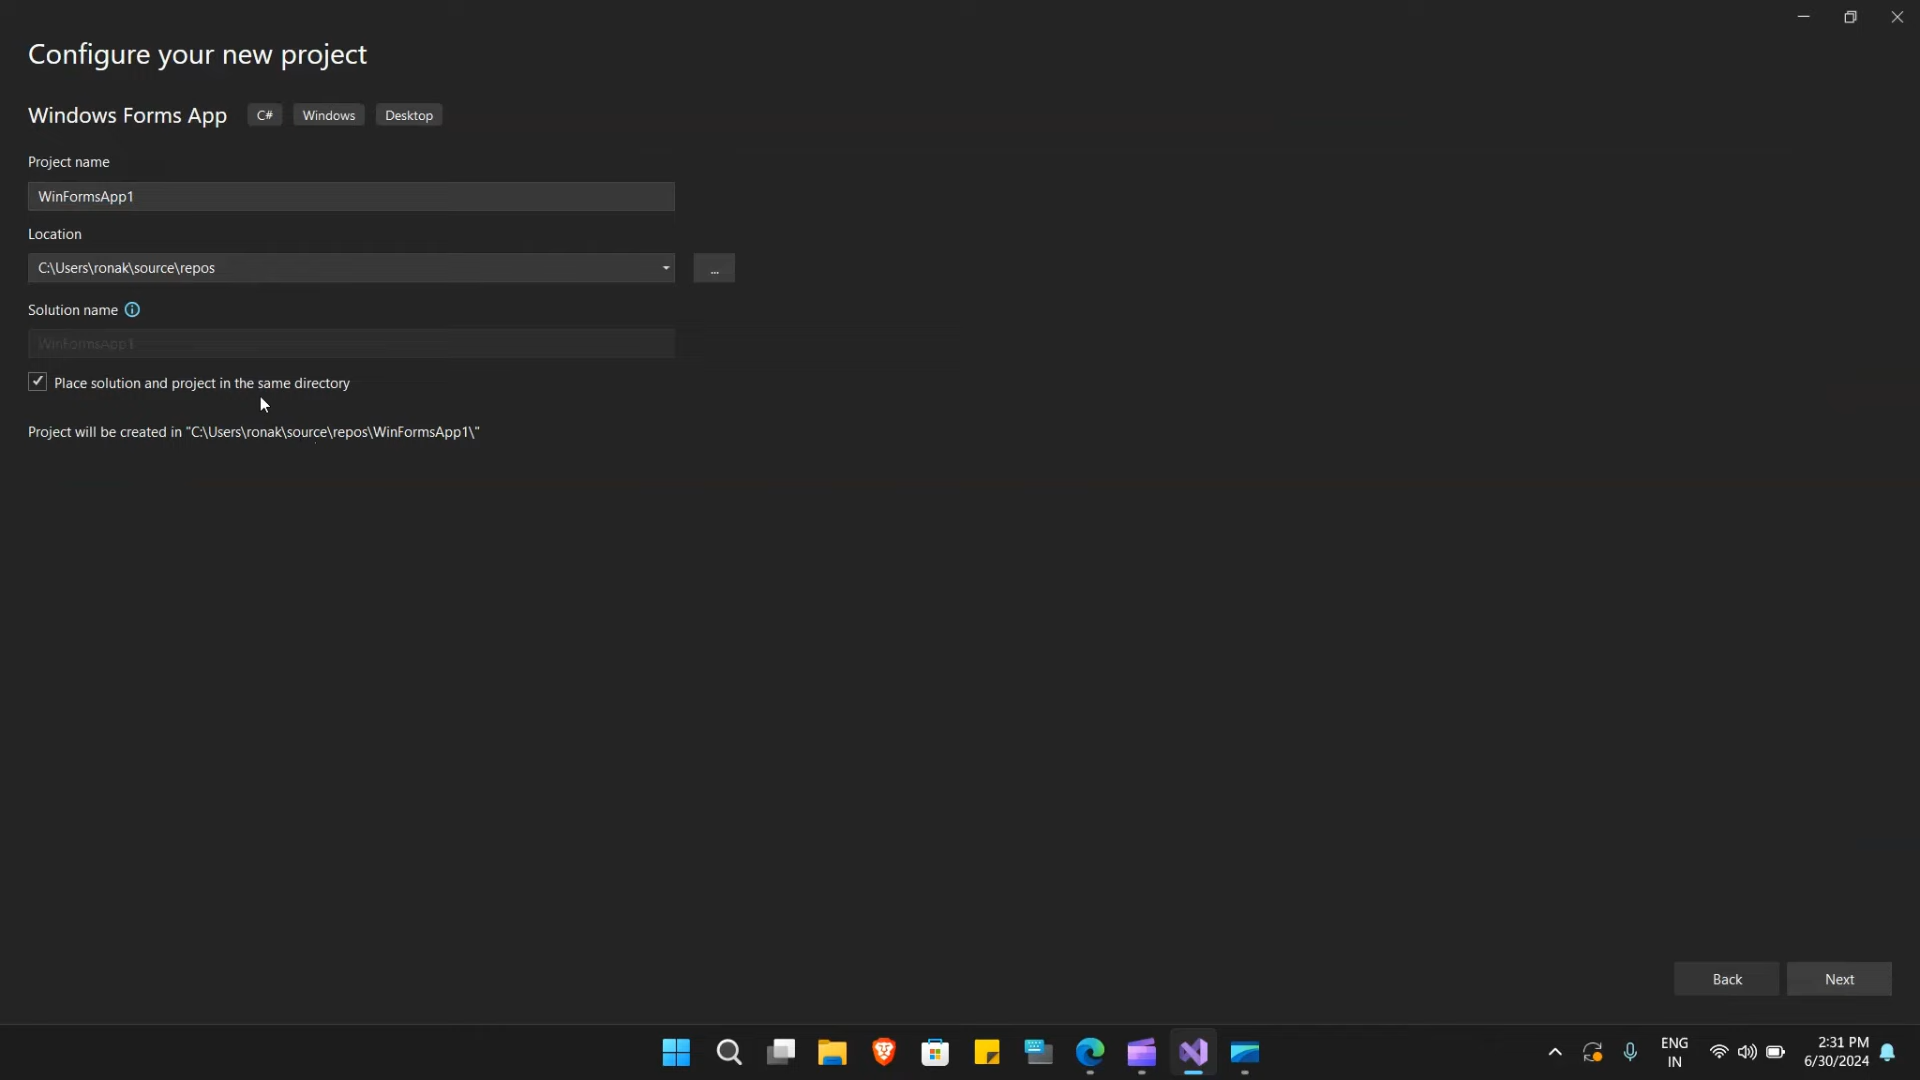 Configure your new project
Windows Forms App C# Windows Desktop
Project name
WinFormsApp1
Location
C:\Users\ronak\source\repos
...
Solution name
WinFormsApp1
Place solution and project in the same directory
Project will be created in "C:\Users\ronak\source\repos\WinFormsApp1\"
Back Next
ENG
IN
2:31 PM
6/30/2024